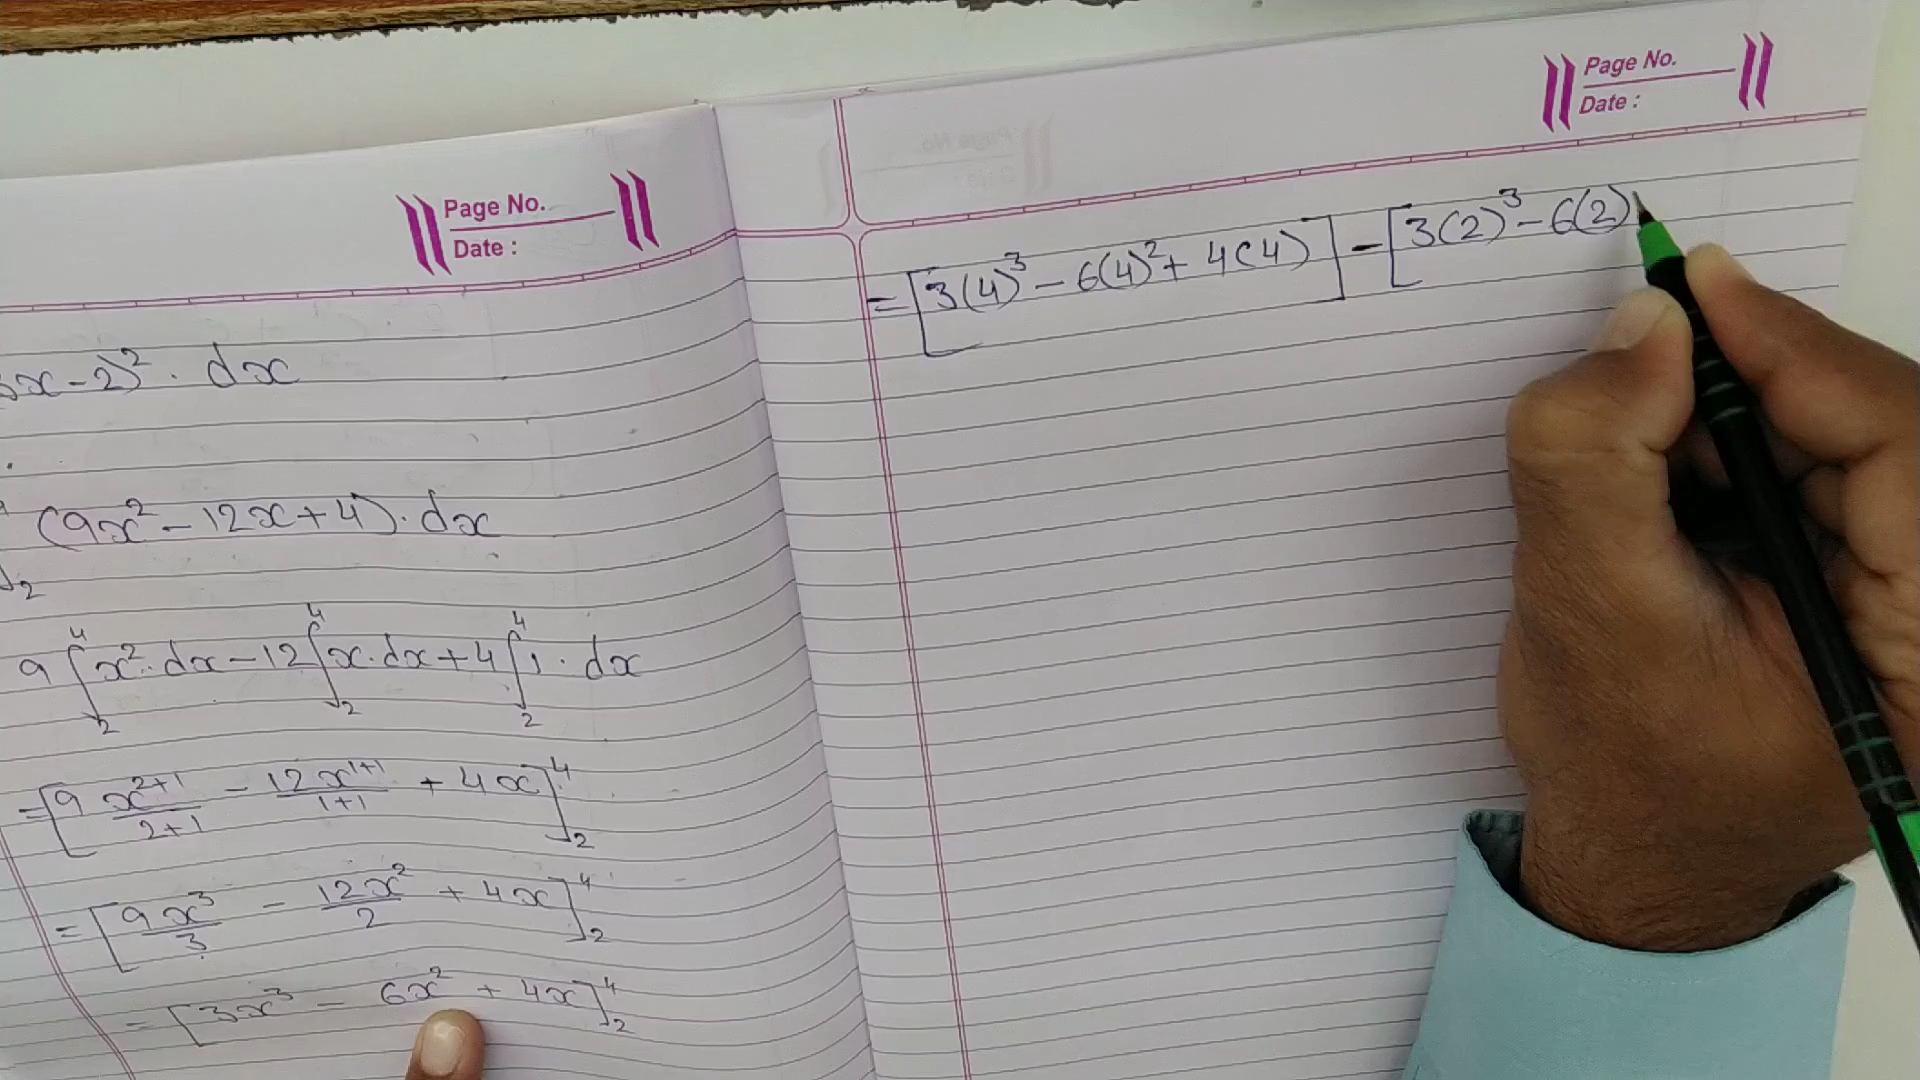 Page No.
Date :
3x-2)² . dx
(9x² - 12x + 4) . dx
2
9 ∫₂⁴ x² . dx - 12 ∫₂⁴ x . dx + 4 ∫₂⁴ 1 . dx
= [9 x²⁺¹/2+1 - 12x¹⁺¹/1+1 + 4x]₂⁴
= [9x³/3 - 12x²/2 + 4x]₂⁴
= [3x³ - 6x² + 4x]₂⁴
Page No.
Date :
= [3(4)³ - 6(4)² + 4(4)] - [3(2)³ - 6(2)